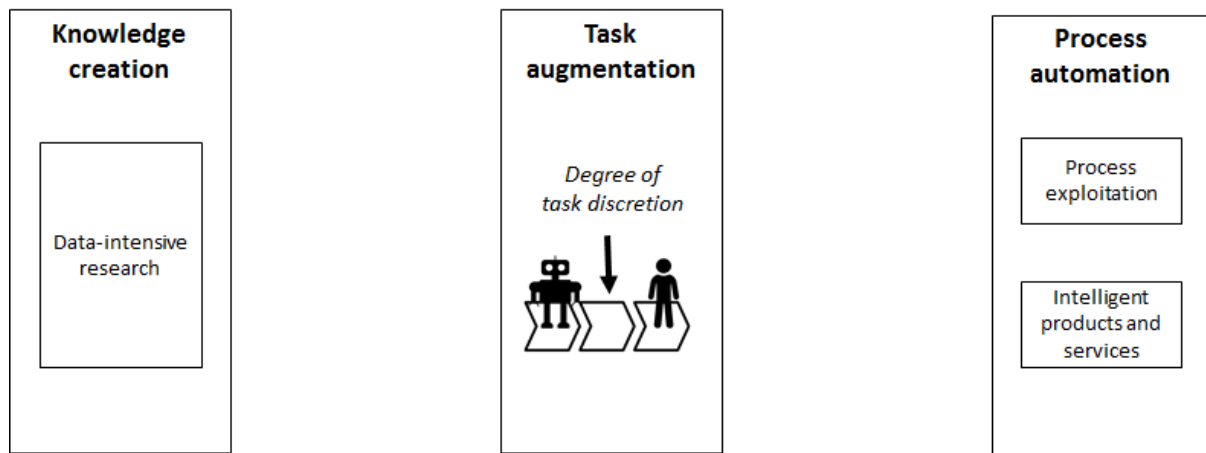 Knowledge
creation
Data-intensive
research
Task
augmentation
Degree of
task discretion
Process
automation
Process
exploitation
Intelligent
products and
services